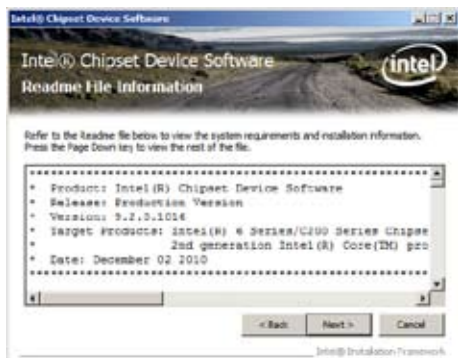 Intel® Chipset Device Software
Intel® Chipset Device Software
intel
Readme File Information
Refer to the Readme file below to view the system requirements and installation information.
Press the Page Down key to view the rest of the file.
********************************************************
* Product: Intel(R) Chipset Device Software
* Release: Production Version
* Version: 9.2.0.1016
* Target Products: Intel(R) 6 Series/C200 Series Chipse
* 2nd generation Intel(R) Core(TM) pro
* Date: December 02 2010
********************************************************
< Back Next > Cancel
Intel® Installation Framework